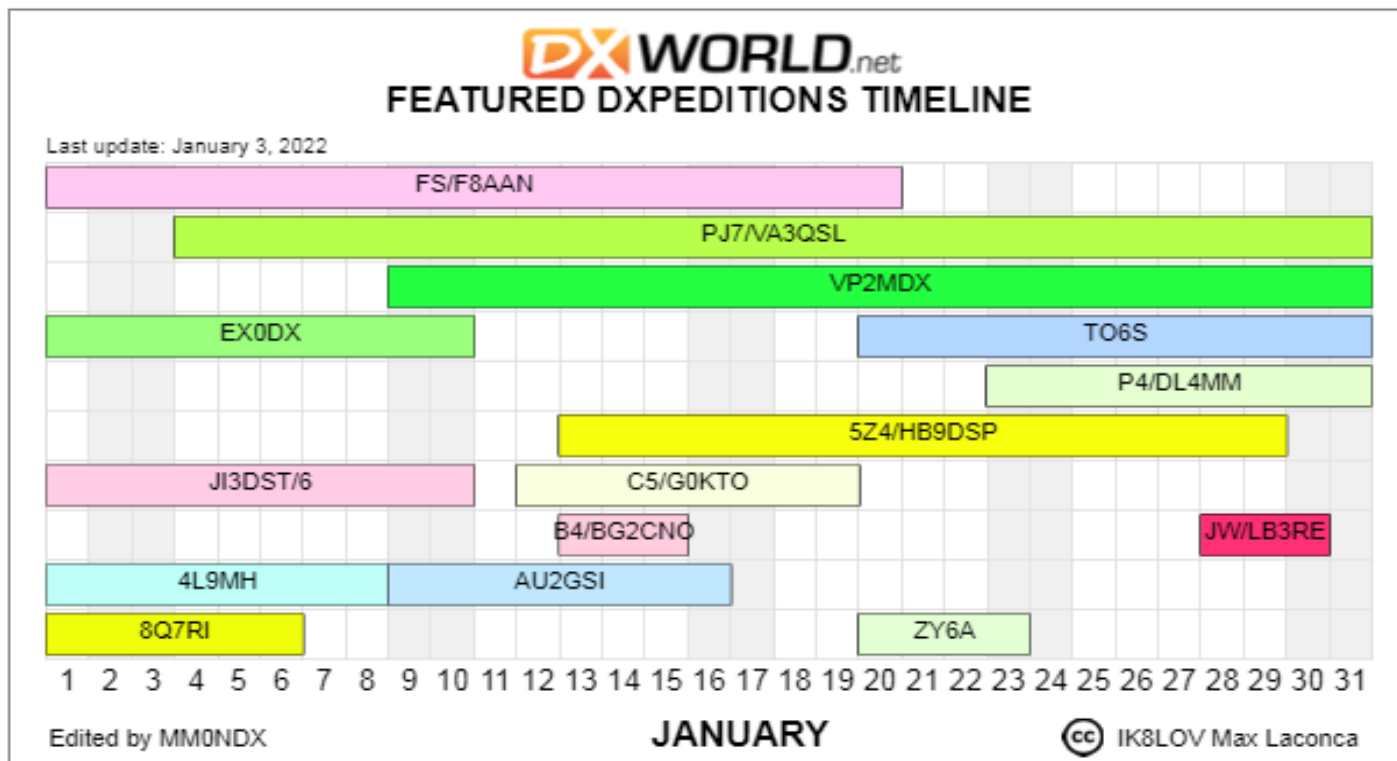 DX WORLD.net
FEATURED DXPEDITIONS TIMELINE
Last update: January 3, 2022
FS/F8AAN
PJ7/VA3QSL
VP2MDX
EX0DX TO6S
P4/DL4MM
5Z4/HB9DSP
JI3DST/6 C5/G0KTO
B4/BG2CNO JW/LB3RE
4L9MH AU2GSI
8Q7RI ZY6A
1 2 3 4 5 6 7 8 9 10 11 12 13 14 15 16 17 18 19 20 21 22 23 24 25 26 27 28 29 30 31
Edited by MM0NDX JANUARY cc IK8LOV Max Laconca